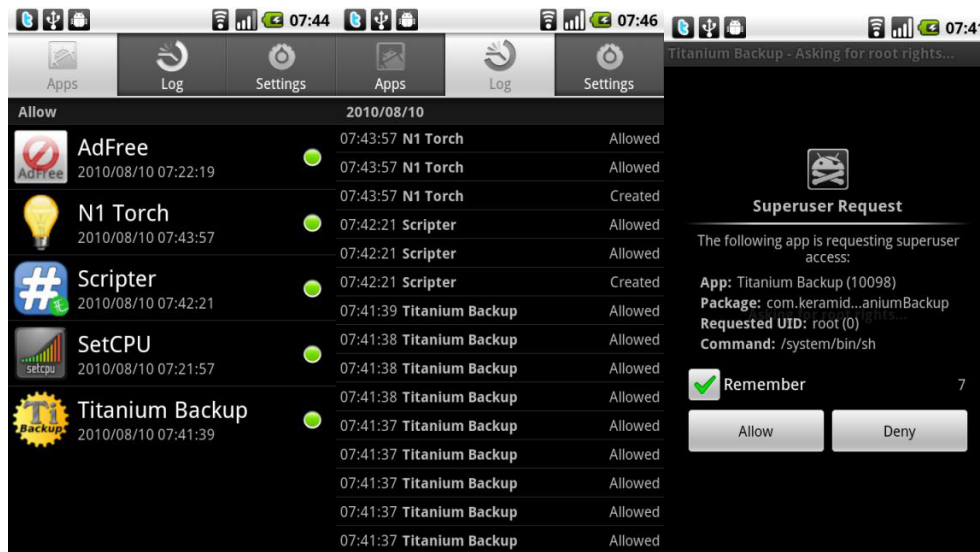 07:44
Apps
Log
Settings
Allow
AdFree
AdFree
2010/08/10 07:22:19
N1 Torch
2010/08/10 07:43:57
#
Scripter
2010/08/10 07:42:21
setcpu
SetCPU
2010/08/10 07:21:57
Ti
Backup
Titanium Backup
2010/08/10 07:41:39
07:46
Apps
Log
Settings
2010/08/10
07:43:57 N1 Torch Allowed
07:43:57 N1 Torch Allowed
07:43:57 N1 Torch Created
07:42:21 Scripter Allowed
07:42:21 Scripter Allowed
07:42:21 Scripter Created
07:41:39 Titanium Backup Allowed
07:41:38 Titanium Backup Allowed
07:41:38 Titanium Backup Allowed
07:41:38 Titanium Backup Allowed
07:41:37 Titanium Backup Allowed
07:41:37 Titanium Backup Allowed
07:41:37 Titanium Backup Allowed
07:41:37 Titanium Backup Allowed
07:41:37 Titanium Backup Allowed
07:41
Titanium Backup - Asking for root rights...
Superuser Request
The following app is requesting superuser
access:
App: Titanium Backup (10098)
Package: com.keramid...aniumBackup
Asking for root rights...
Requested UID: root (0)
Command: /system/bin/sh
Remember 7
Allow Deny